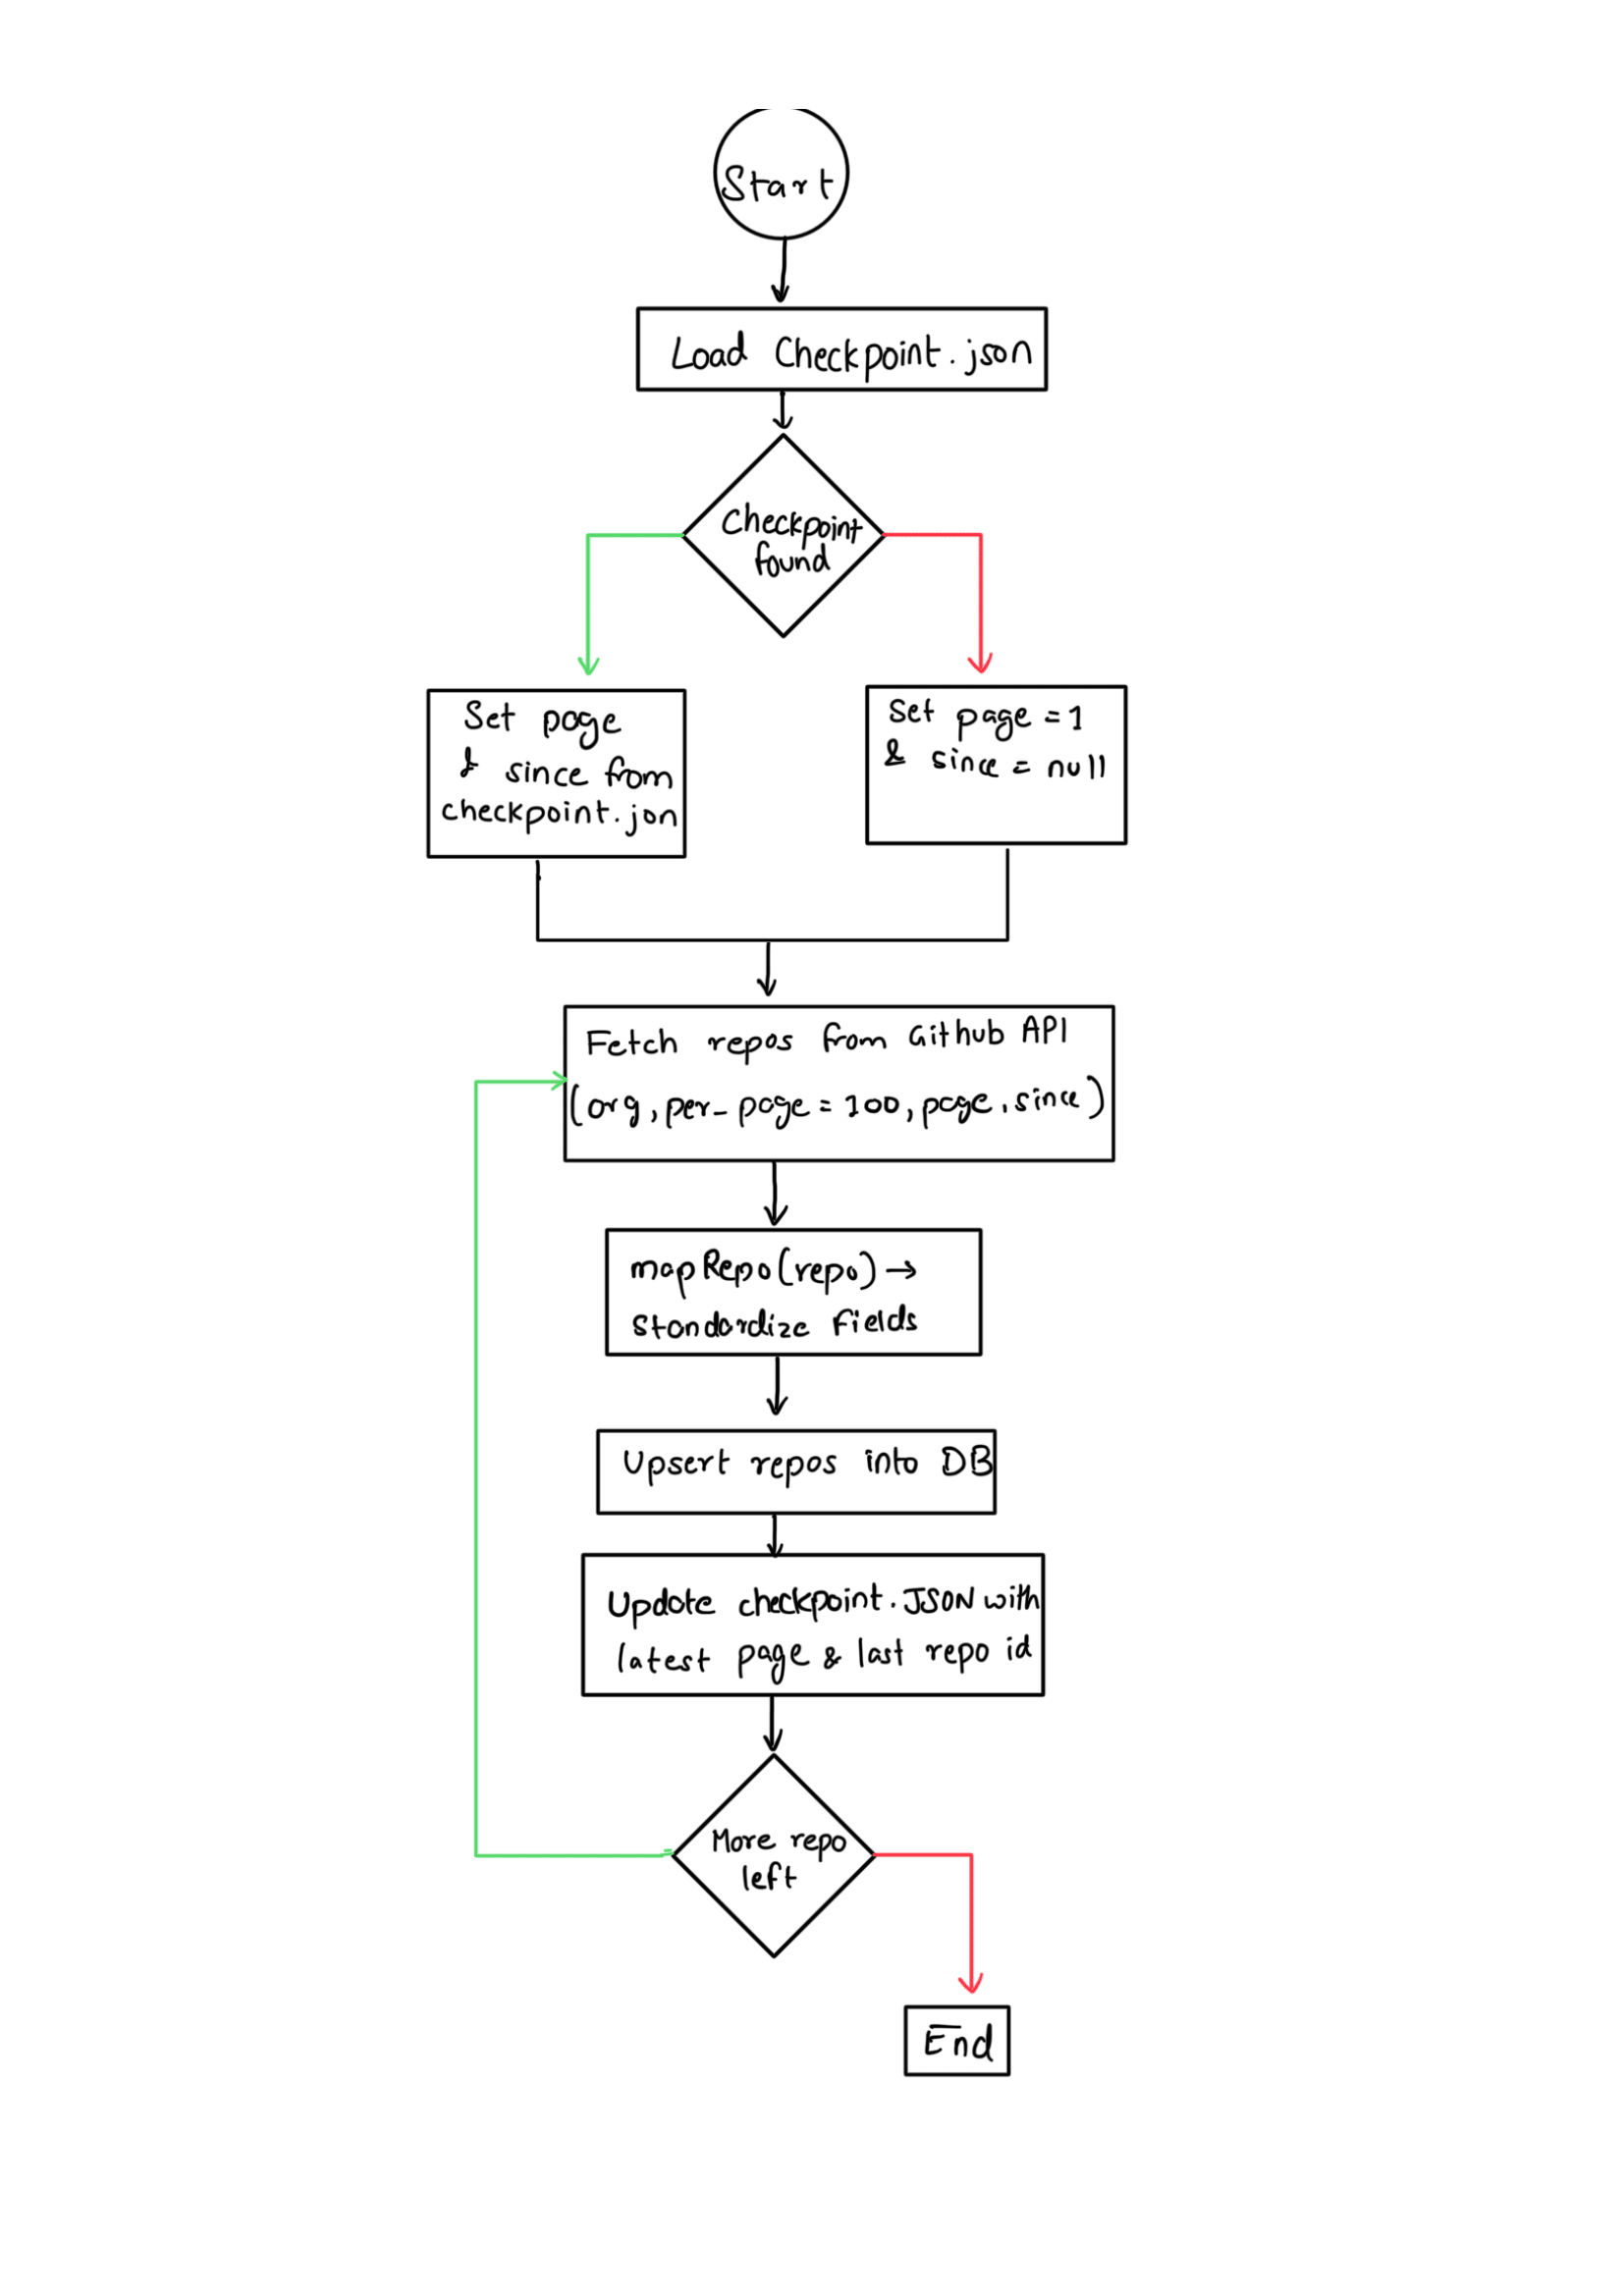 Start
Load Checkpoint.json
Checkpoint
found
Set page
& since from
checkpoint.jon
Set page = 1
& since = null
Fetch repos from Github API
(org, per_page = 100, page, since)
mapRepo(repo) →
standardize fields
Upsert repos into DB
Update checkpoint.JSON with
latest page & last repo id
More repo
left
End